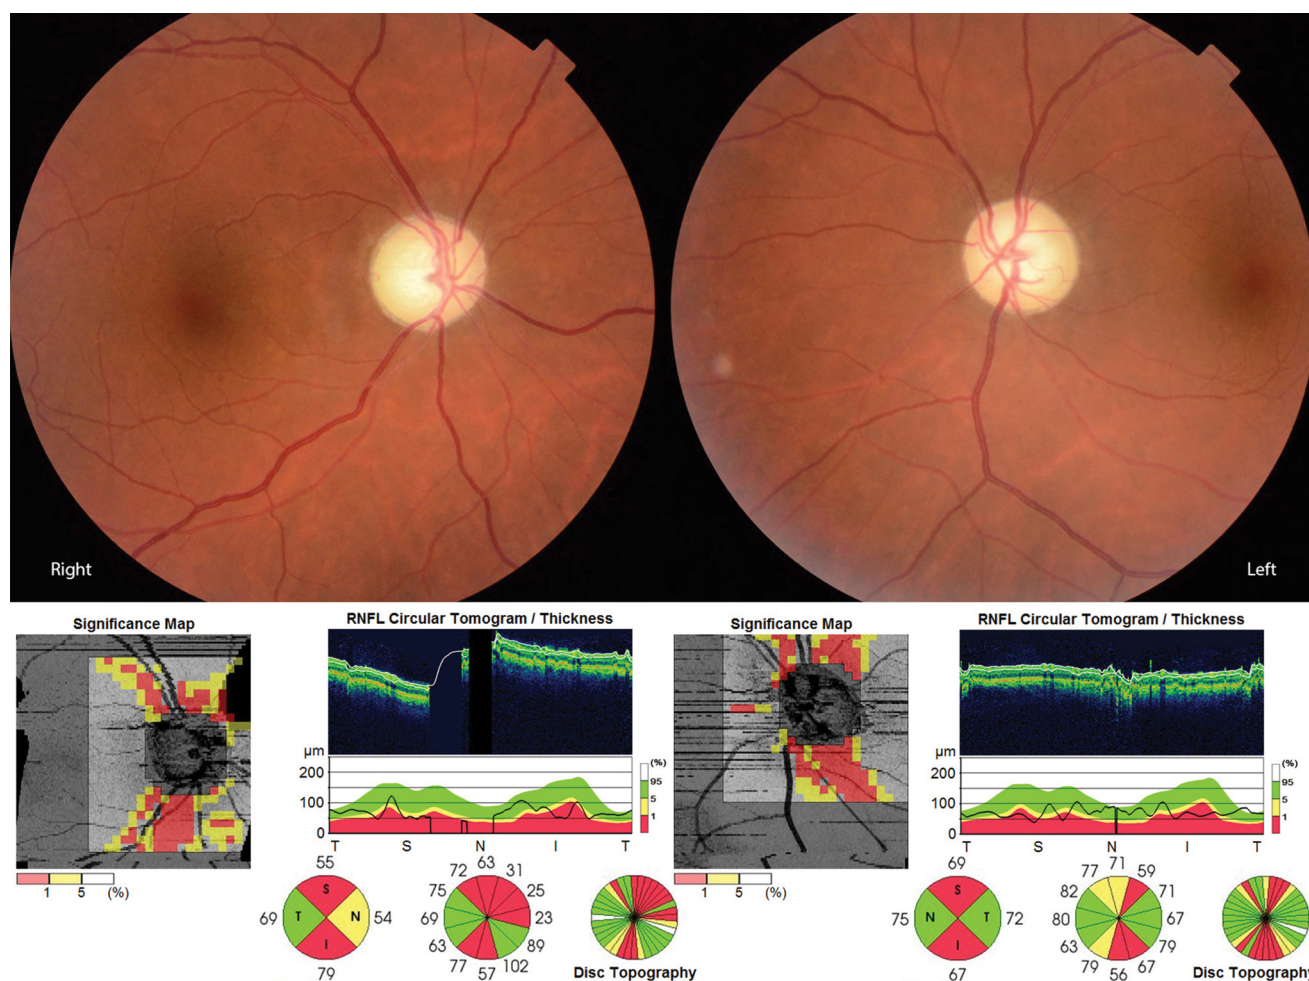 Right
Left
Significance Map
RNFL Circular Tomogram / Thickness
Significance Map
RNFL Circular Tomogram / Thickness
µm
(%)
200
95
100
5
1
0
T S N I T
µm
(%)
200
95
100
5
1
0
T S N I T
1 5 (%)
1 5 (%)
55
S
69 T N 54
I
79
63
72 31
75 25
69 23
63 89
77 102
57
Disc Topography
69
S
75 N T 72
I
67
71
77 59
82 71
80 67
63 79
79 67
56
Disc Topography